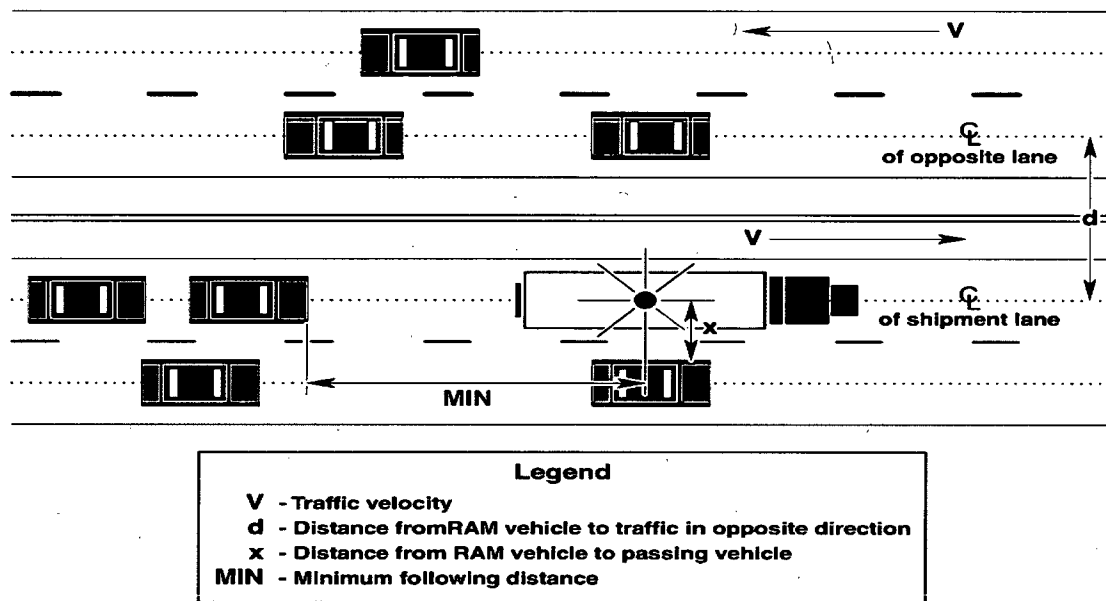 V
℄
of opposite lane
d
V
℄
of shipment lane
x
MIN
Legend
V - Traffic velocity
d - Distance fromRAM vehicle to traffic in opposite direction
x - Distance from RAM vehicle to passing vehicle
MIN - Minimum following distance